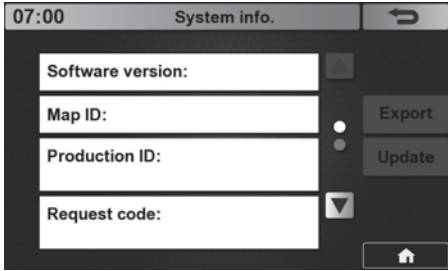 07:00
System info.
Software version:
Map ID:
Export
Production ID:
Update
Request code: